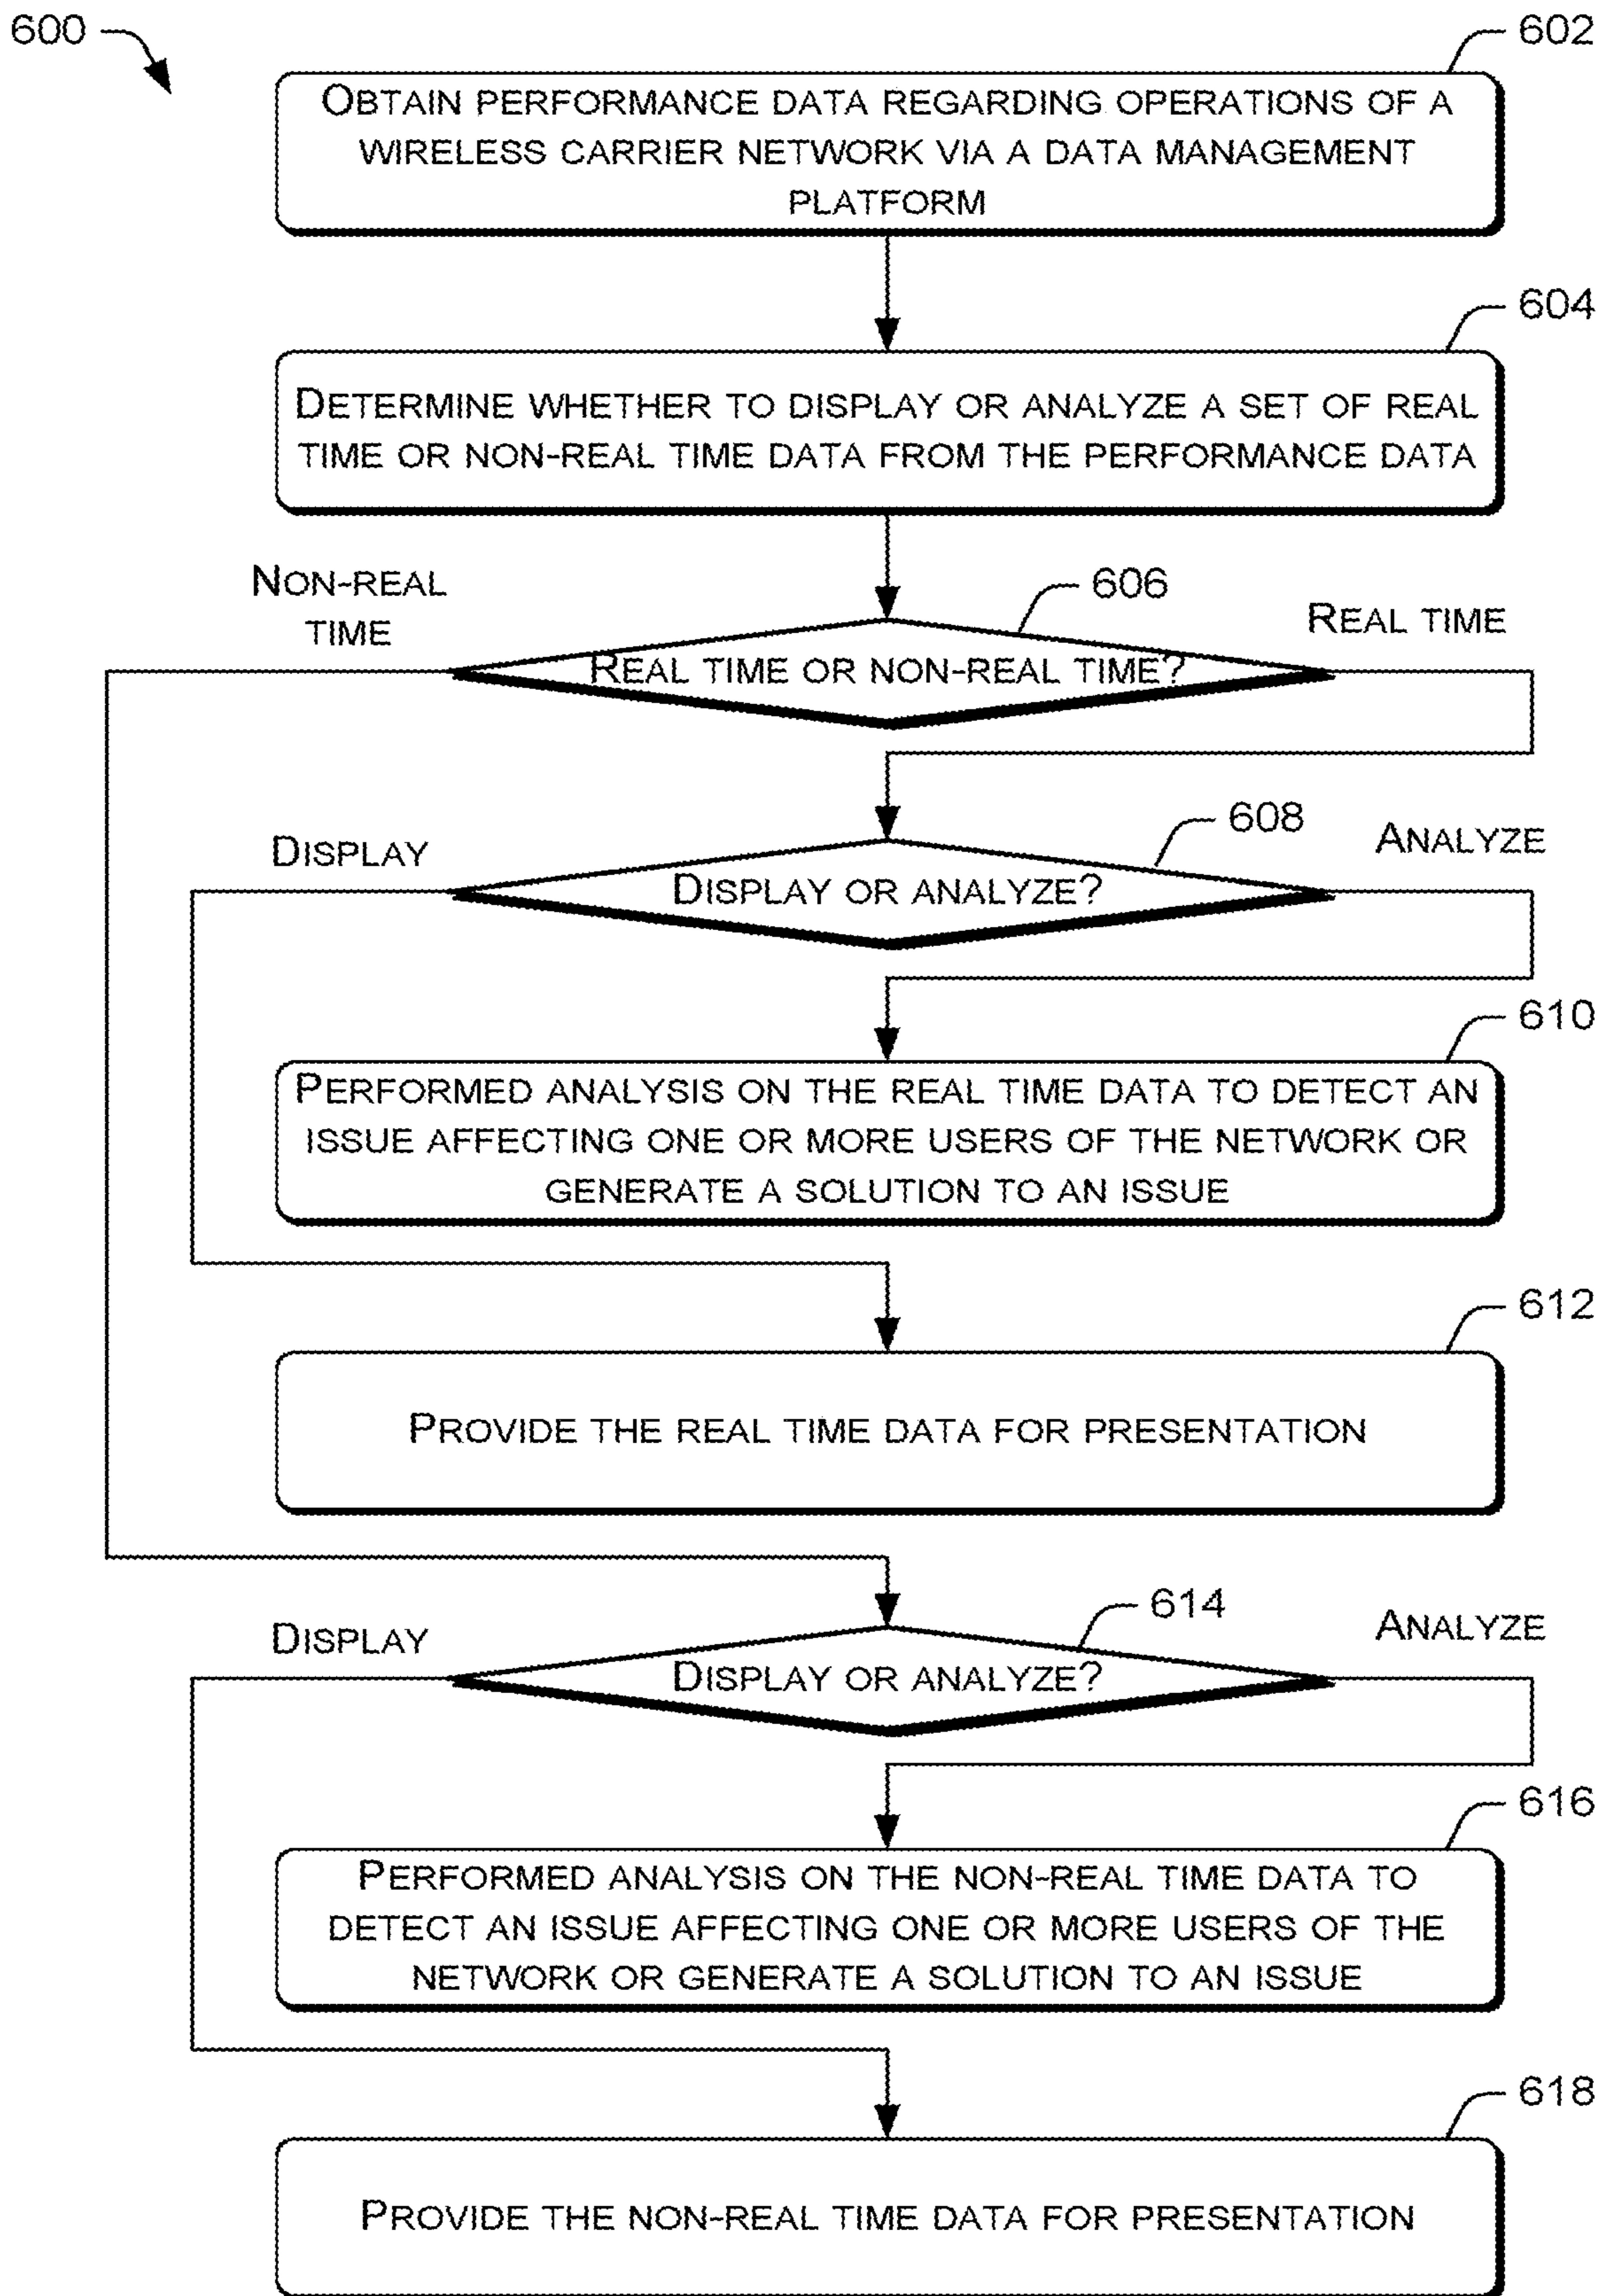 600
602
OBTAIN PERFORMANCE DATA REGARDING OPERATIONS OF A
WIRELESS CARRIER NETWORK VIA A DATA MANAGEMENT
PLATFORM
604
DETERMINE WHETHER TO DISPLAY OR ANALYZE A SET OF REAL
TIME OR NON-REAL TIME DATA FROM THE PERFORMANCE DATA
NON-REAL
TIME
606
REAL TIME
REAL TIME OR NON-REAL TIME?
608
DISPLAY
ANALYZE
DISPLAY OR ANALYZE?
610
PERFORMED ANALYSIS ON THE REAL TIME DATA TO DETECT AN
ISSUE AFFECTING ONE OR MORE USERS OF THE NETWORK OR
GENERATE A SOLUTION TO AN ISSUE
612
PROVIDE THE REAL TIME DATA FOR PRESENTATION
614
DISPLAY
ANALYZE
DISPLAY OR ANALYZE?
616
PERFORMED ANALYSIS ON THE NON-REAL TIME DATA TO
DETECT AN ISSUE AFFECTING ONE OR MORE USERS OF THE
NETWORK OR GENERATE A SOLUTION TO AN ISSUE
618
PROVIDE THE NON-REAL TIME DATA FOR PRESENTATION